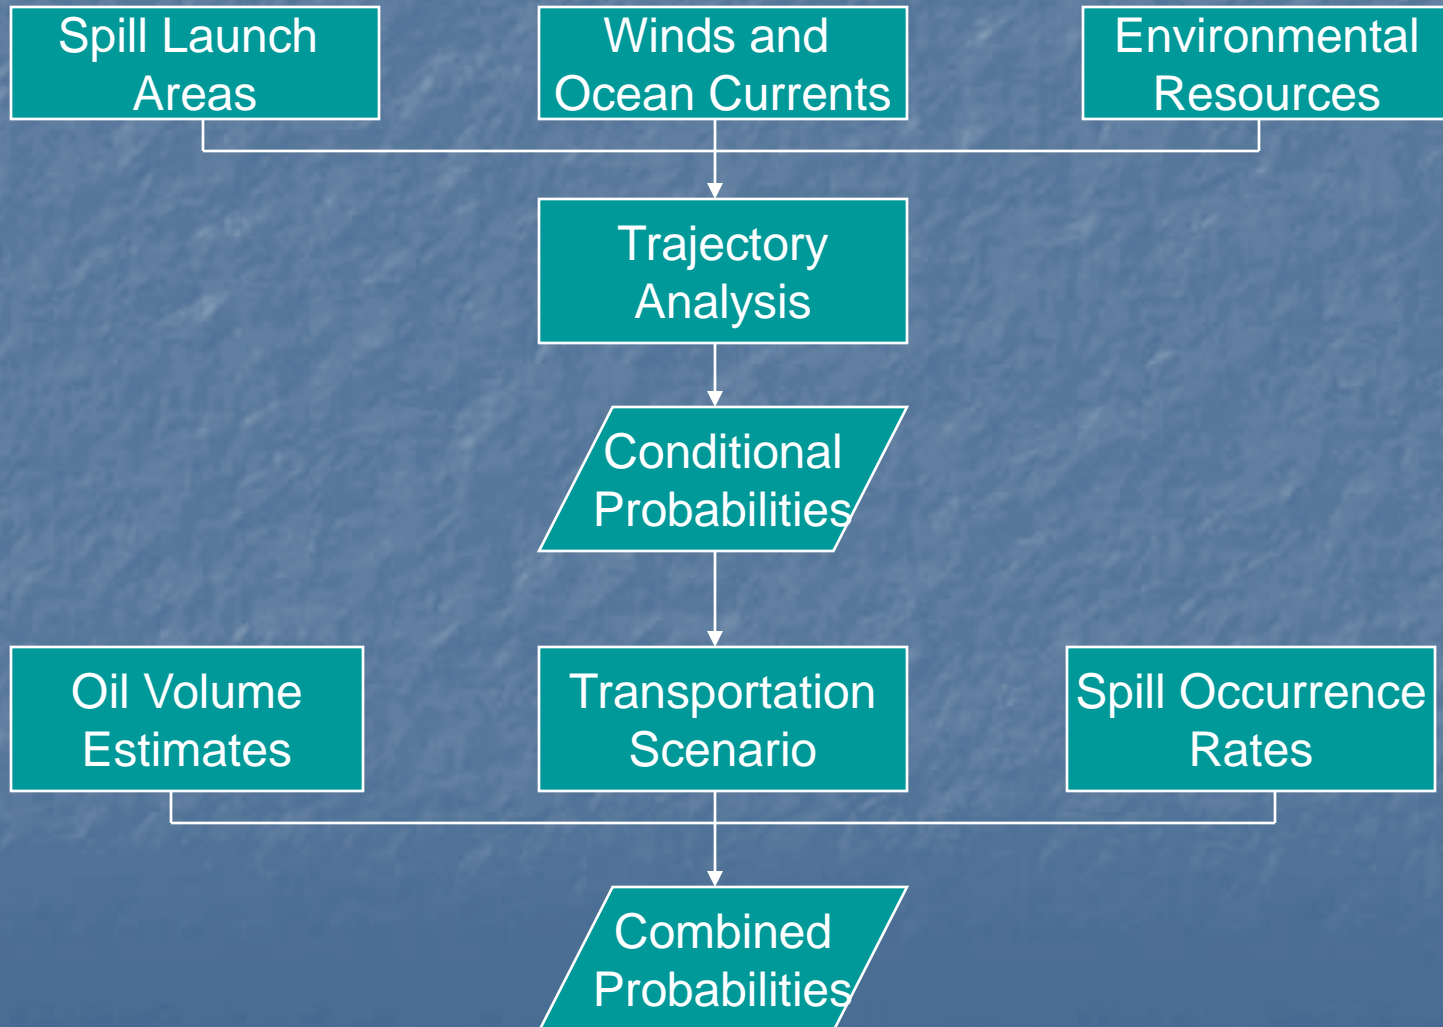 Spill Launch
Areas
Winds and
Ocean Currents
Environmental
Resources
Trajectory
Analysis
Conditional
Probabilities
Oil Volume
Estimates
Transportation
Scenario
Spill Occurrence
Rates
Combined
Probabilities